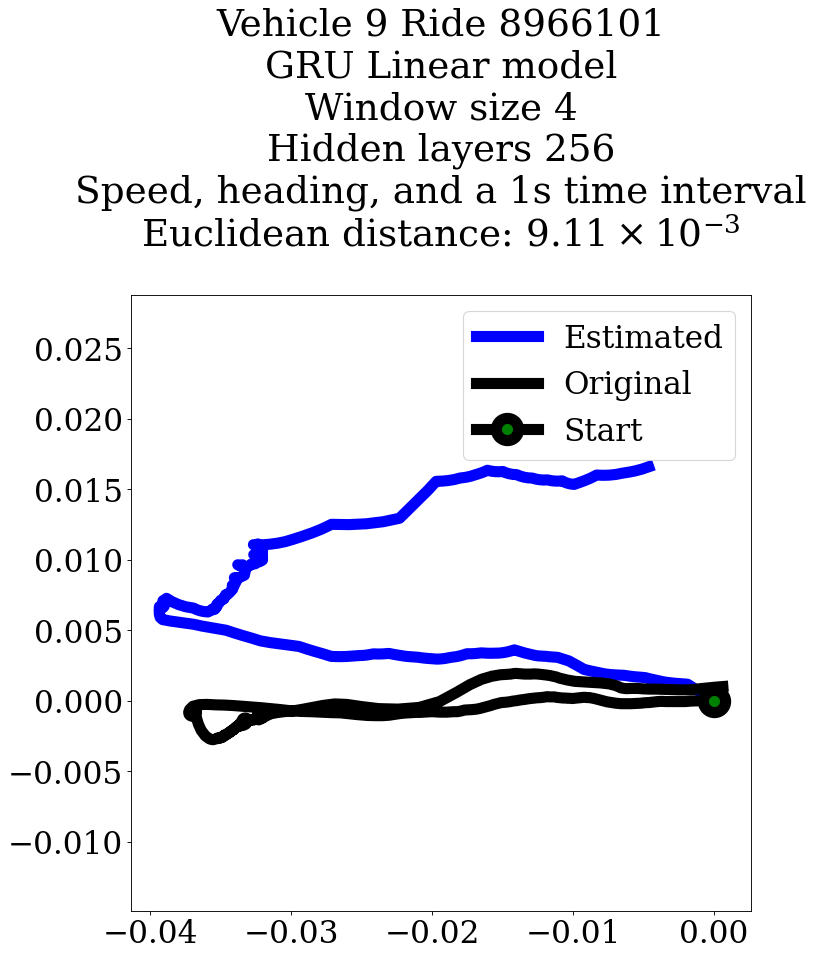 Vehicle 9 Ride 8966101
GRU Linear model
Window size 4
Hidden layers 256
Speed, heading, and a 1s time interval
Euclidean distance: 9.11 × 10⁻³
Estimated
Original
Start
0.025
0.020
0.015
0.010
0.005
0.000
−0.005
−0.010
−0.04 −0.03 −0.02 −0.01 0.00